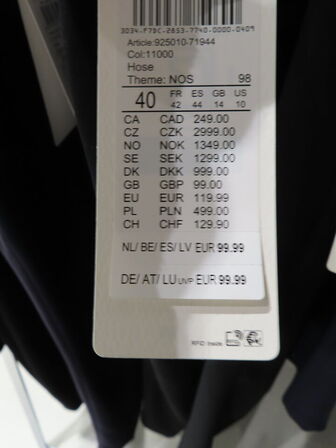 3034-F7BC-2853-7740-0000-0409
Article:925010-71944
Col:11000
Hose
Theme: NOS 98
40 FR ES GB US
42 44 14 10
CA CAD 249.00
CZ CZK 2999.00
NO NOK 1349.00
SE SEK 1299.00
DK DKK 999.00
GB GBP 99.00
EU EUR 119.99
PL PLN 499.00
CH CHF 129.90
NL/ BE/ ES/ LV EUR 99.99
DE/ AT/ LU UVP EUR 99.99
RFID Inside